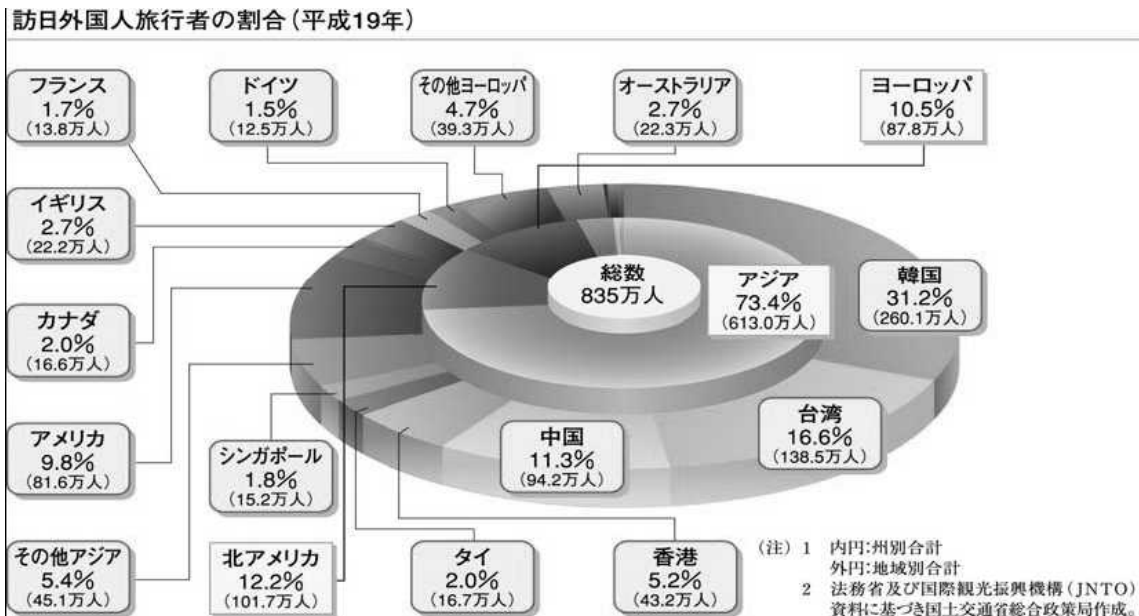 訪日外国人旅行者の割合(平成19年)
フランス
1.7%
(13.8万人)
ドイツ
1.5%
(12.5万人)
その他ヨーロッパ
4.7%
(39.3万人)
オーストラリア
2.7%
(22.3万人)
ヨーロッパ
10.5%
(87.8万人)
イギリス
2.7%
(22.2万人)
総数
835万人
アジア
73.4%
(613.0万人)
韓国
31.2%
(260.1万人)
カナダ
2.0%
(16.6万人)
台湾
16.6%
(138.5万人)
中国
11.3%
(94.2万人)
アメリカ
9.8%
(81.6万人)
シンガポール
1.8%
(15.2万人)
その他アジア
5.4%
(45.1万人)
北アメリカ
12.2%
(101.7万人)
タイ
2.0%
(16.7万人)
香港
5.2%
(43.2万人)
(注) 1 内円:州別合計
外円:地域別合計
2 法務省及び国際観光振興機構(JNTO)
資料に基づき国土交通省総合政策局作成。